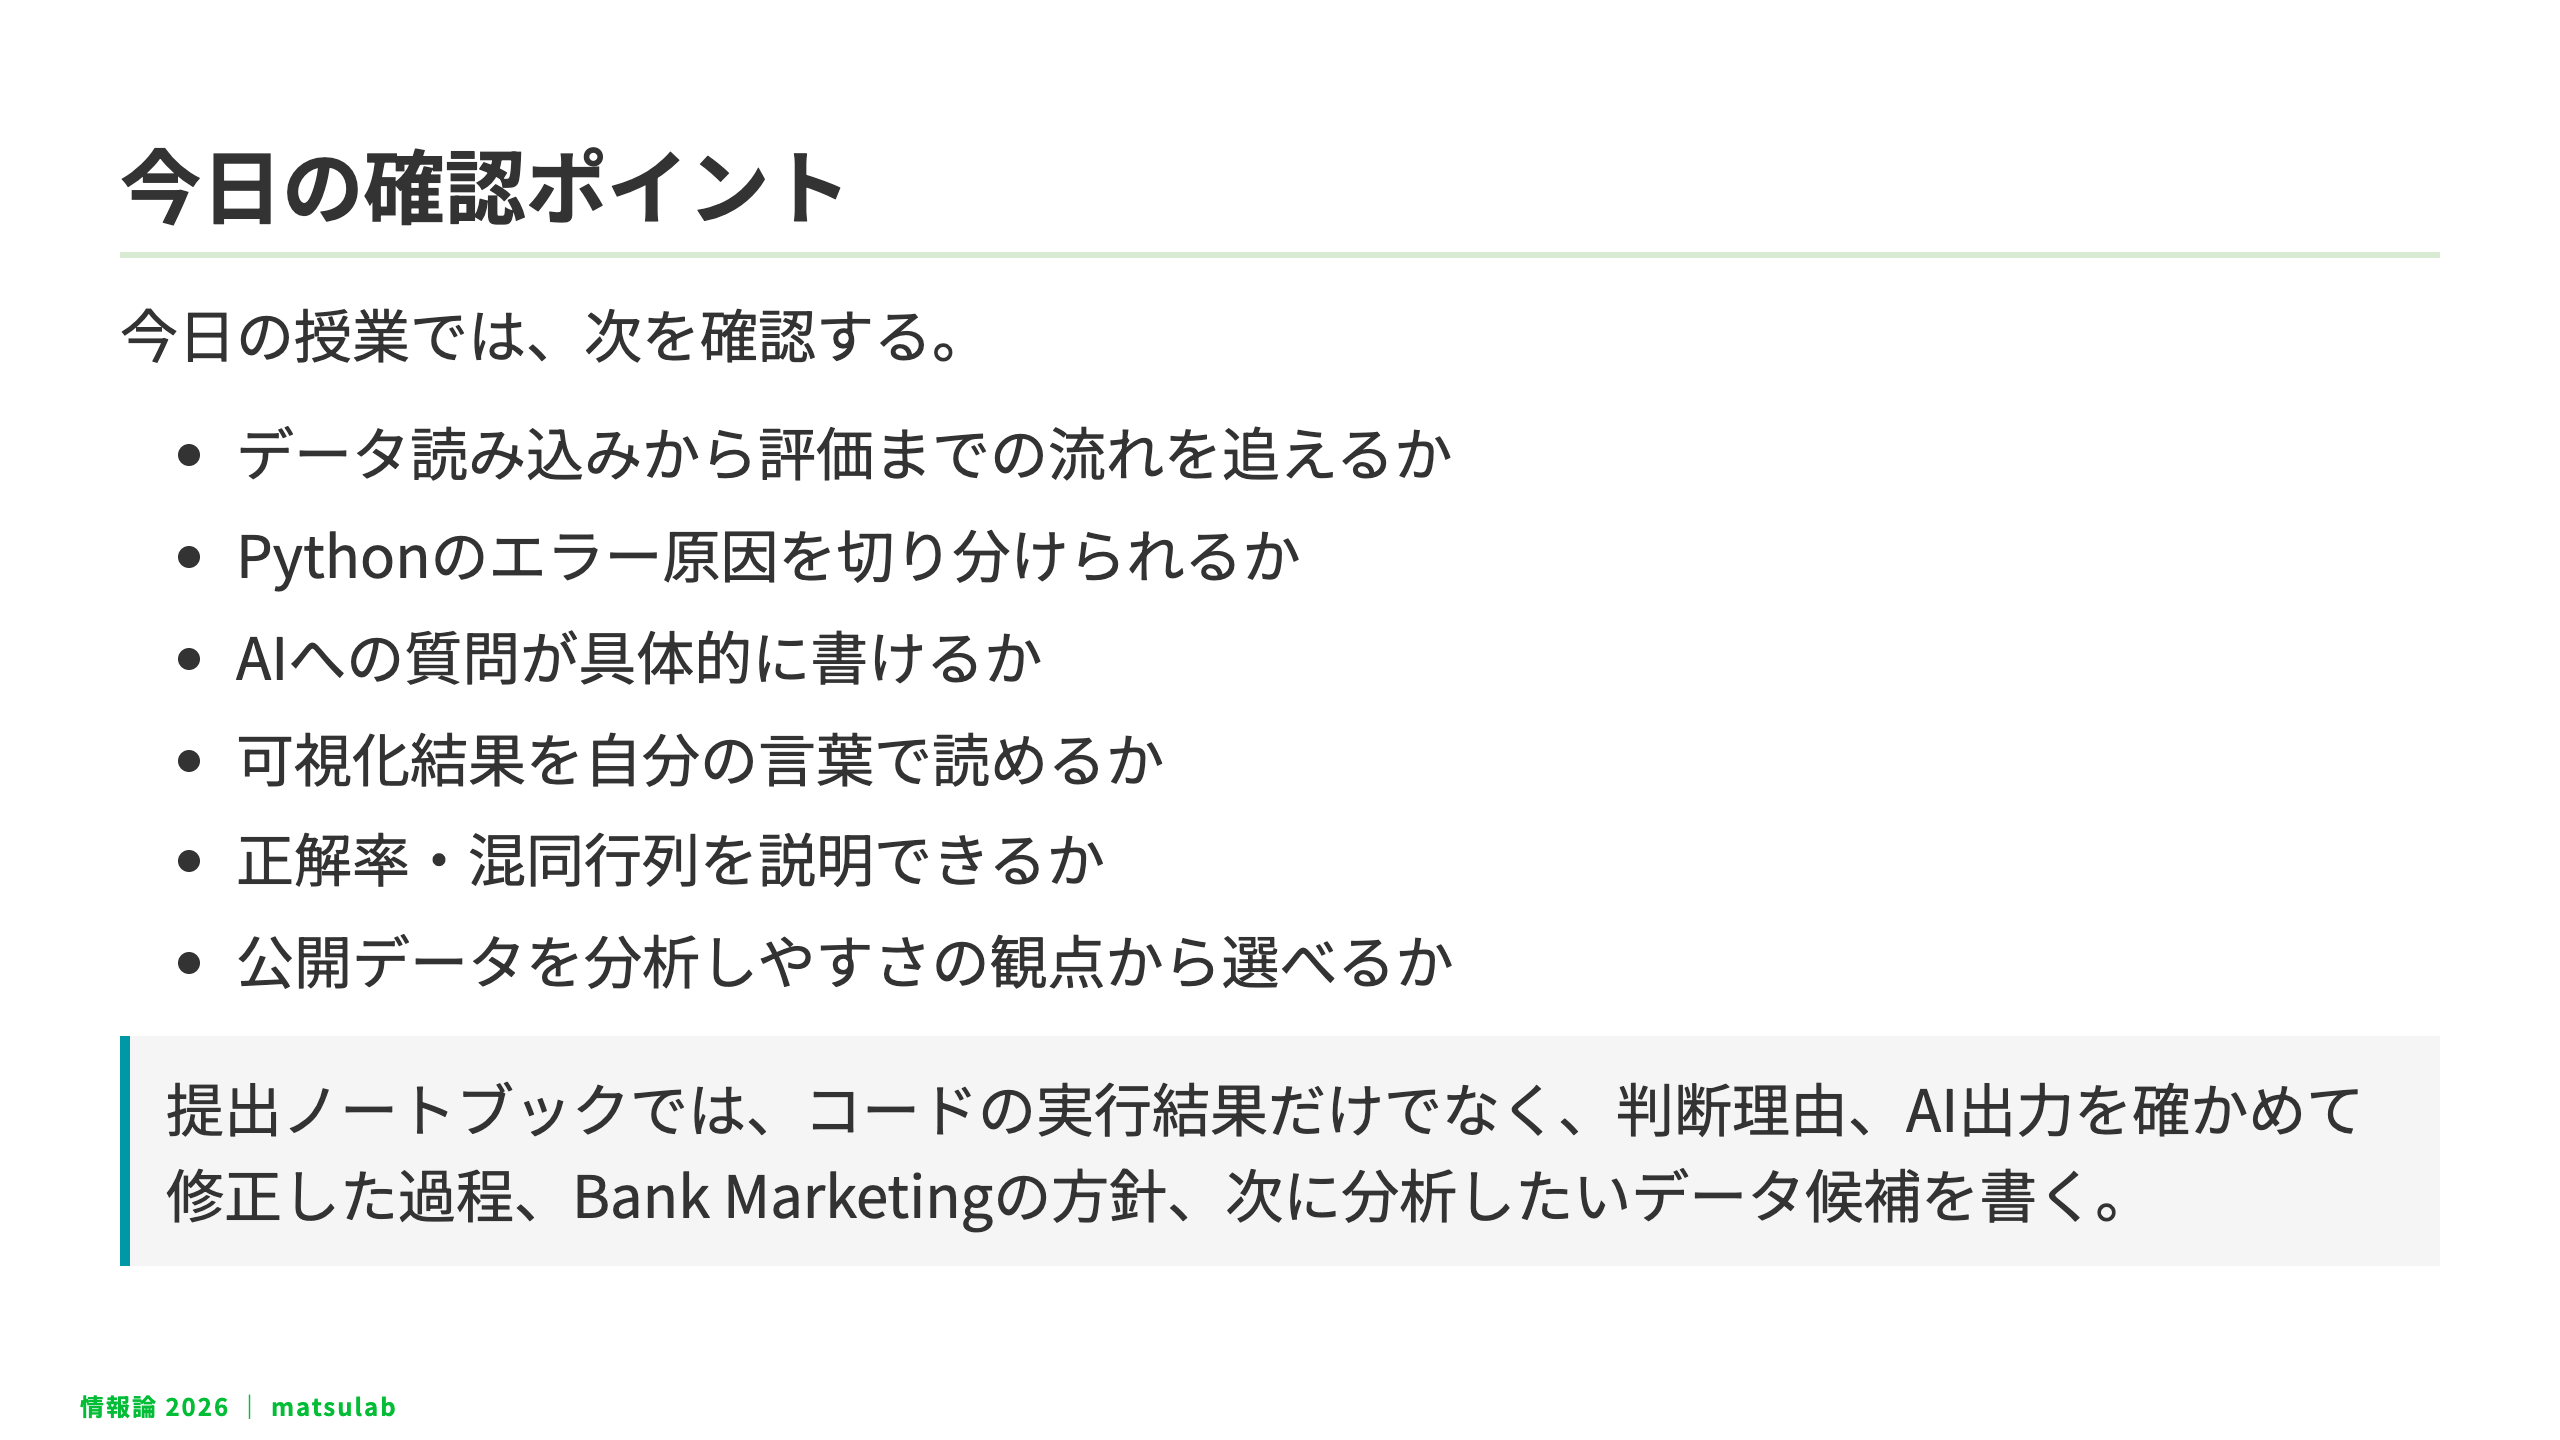 今日の確認ポイント
今日の授業では、次を確認する。
• データ読み込みから評価までの流れを追えるか
• Pythonのエラー原因を切り分けられるか
• AIへの質問が具体的に書けるか
• 可視化結果を自分の言葉で読めるか
• 正解率・混同行列を説明できるか
• 公開データを分析しやすさの観点から選べるか
提出ノートブックでは、コードの実行結果だけでなく、判断理由、AI出力を確かめて
修正した過程、Bank Marketingの方針、次に分析したいデータ候補を書く。
情報論 2026 ｜ matsulab